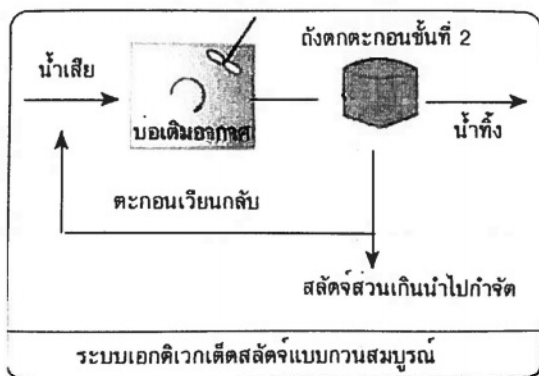 ถังตกตะกอนชั้นที่ 2
น้ำเสีย
บ่อเติมอากาศ
น้ำทิ้ง
ตะกอนเวียนกลับ
สลัดจ์ส่วนเกินนำไปกำจัด
ระบบเอกติเวกเต็ดสลัดจ์แบบกวนสมบูรณ์